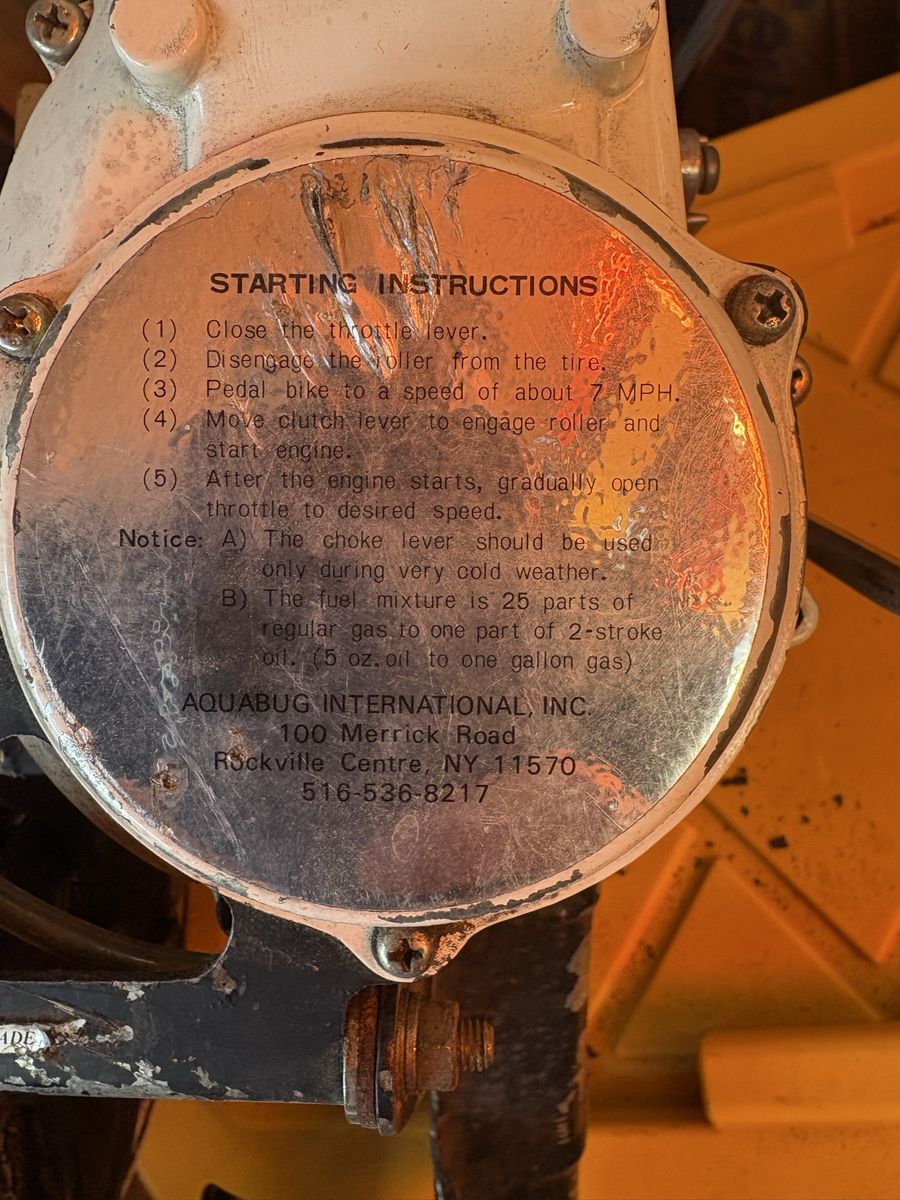 STARTING INSTRUCTIONS
(1) Close the throttle lever.
(2) Disengage the roller from the tire.
(3) Pedal bike to a speed of about 7 MPH.
(4) Move clutch lever to engage roller and
start engine.
(5) After the engine starts, gradually open
throttle to desired speed.
Notice: A) The choke lever should be used
only during very cold weather.
B) The fuel mixture is 25 parts of
regular gas to one part of 2-stroke
oil. (5 oz. oil to one gallon gas)
AQUABUG INTERNATIONAL, INC.
100 Merrick Road
Rockville Centre, NY 11570
516-536-8217
ADE